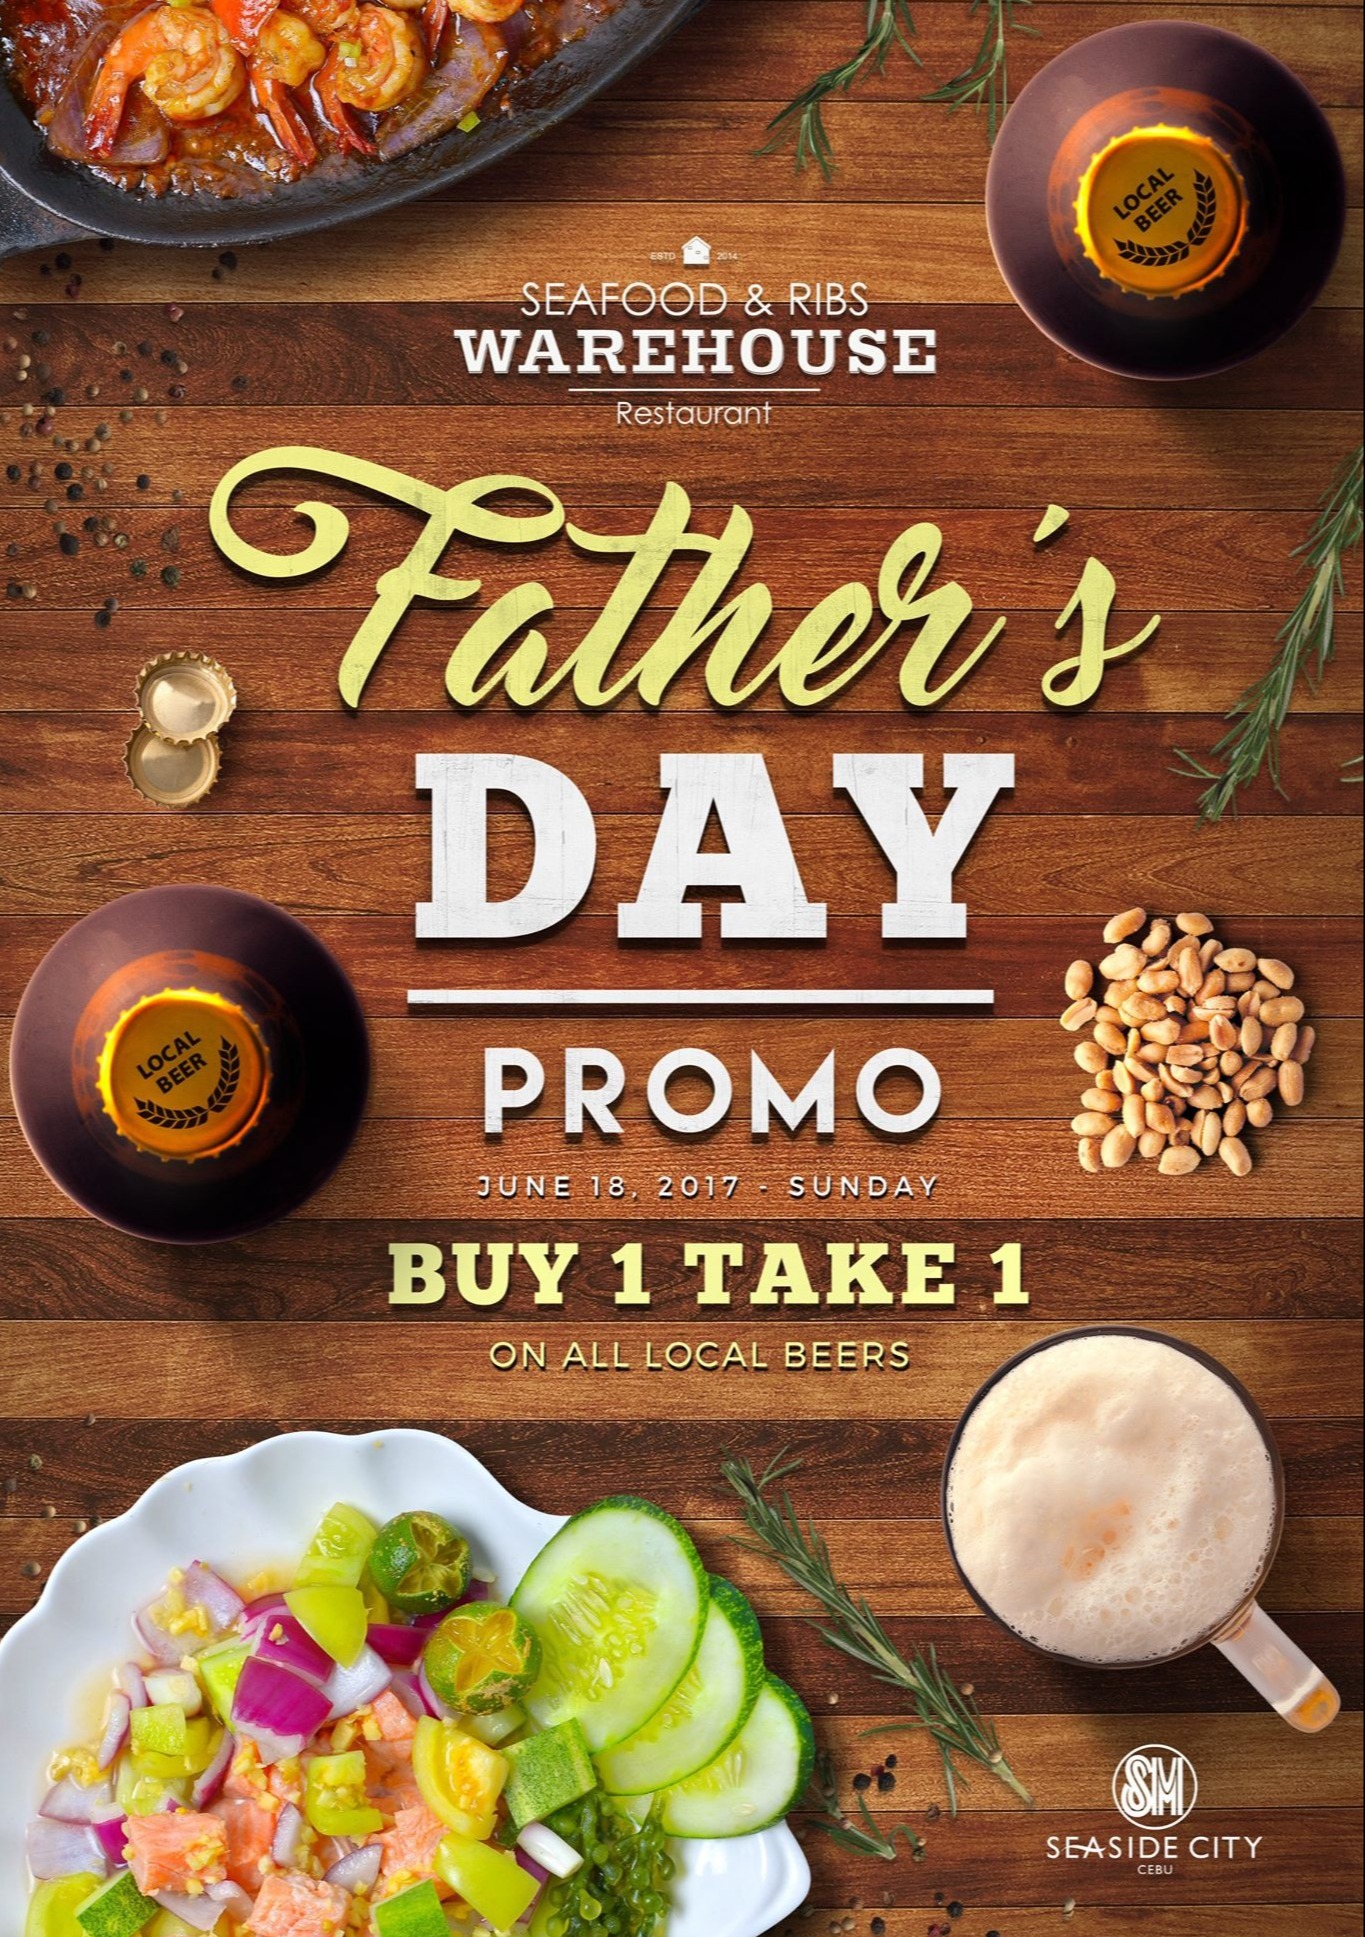 LOCAL
BEER
ESTD 2014
SEAFOOD & RIBS
WAREHOUSE
Restaurant
Father's
DAY
PROMO
LOCAL
BEER
JUNE 18, 2017 - SUNDAY
BUY 1 TAKE 1
ON ALL LOCAL BEERS
SM
SEASIDE CITY
CEBU